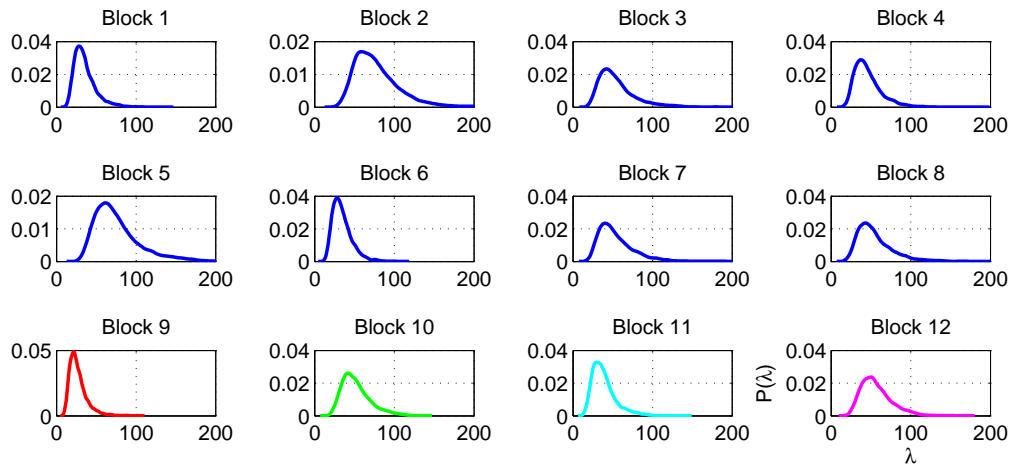 Block 1 Block 2 Block 3 Block 4
0.04 0.02 0.04 0.04
0.02 0.01 0.02 0.02
0 0 0 0
0 100 200 0 100 200 0 100 200 0 100 200
Block 5 Block 6 Block 7 Block 8
0.02 0.04 0.04 0.04
0.01 0.02 0.02 0.02
0 0 0 0
0 100 200 0 100 200 0 100 200 0 100 200
Block 9 Block 10 Block 11 Block 12
0.05 0.04 0.04 0.04
0.02 0.02 P(λ) 0.02
0 0 0 0
0 100 200 0 100 200 0 100 200 0 100 200
λ